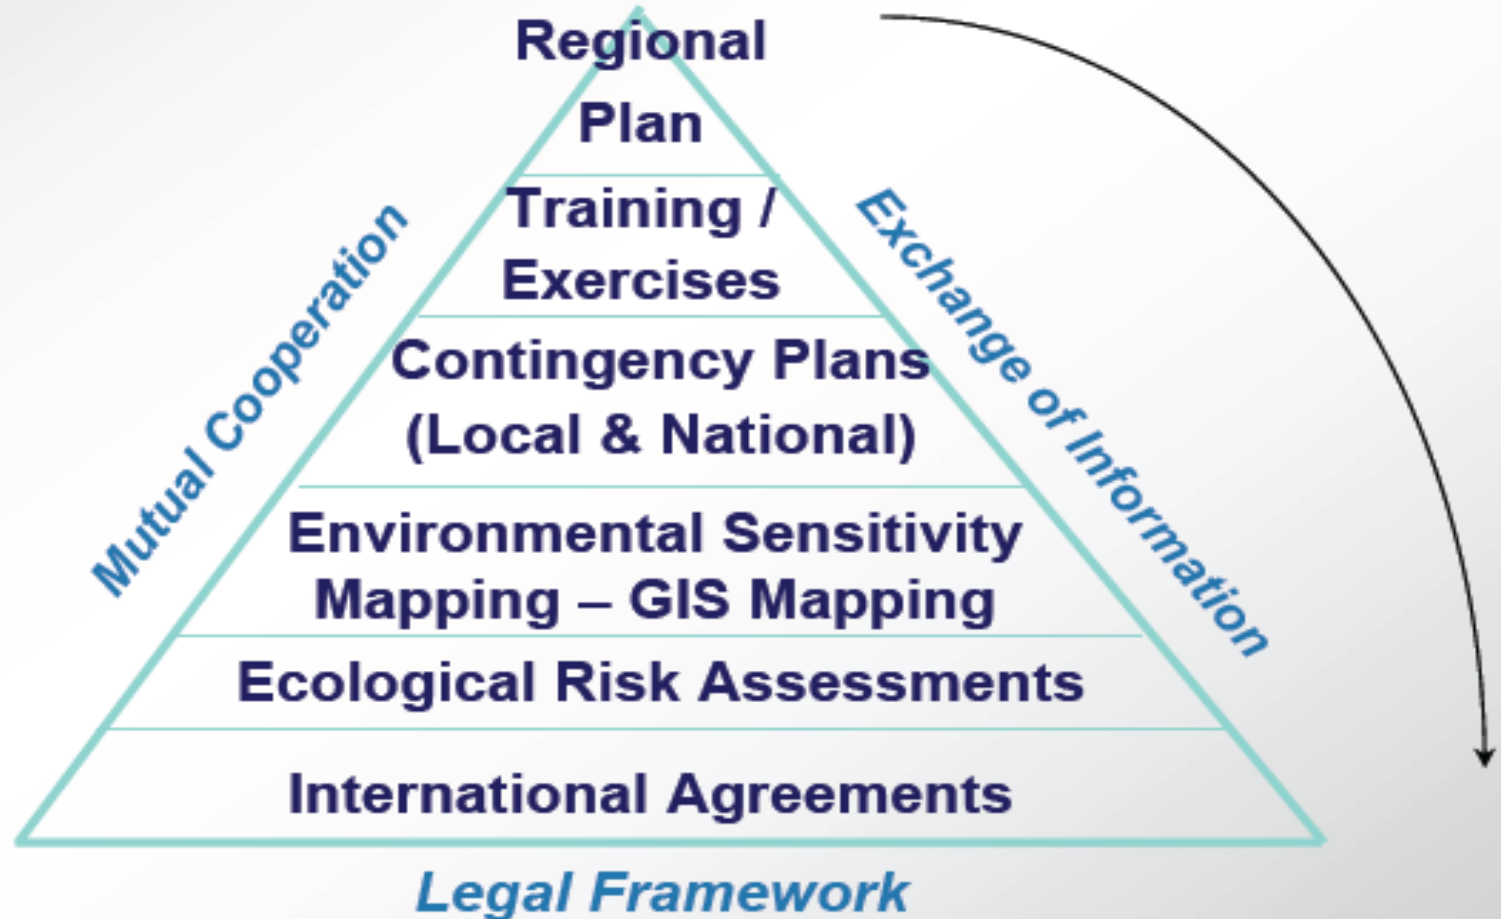 Regional
Plan
Training /
Exercises
Contingency Plans
(Local & National)
Environmental Sensitivity
Mapping – GIS Mapping
Ecological Risk Assessments
International Agreements
Mutual Cooperation
Exchange of Information
Legal Framework